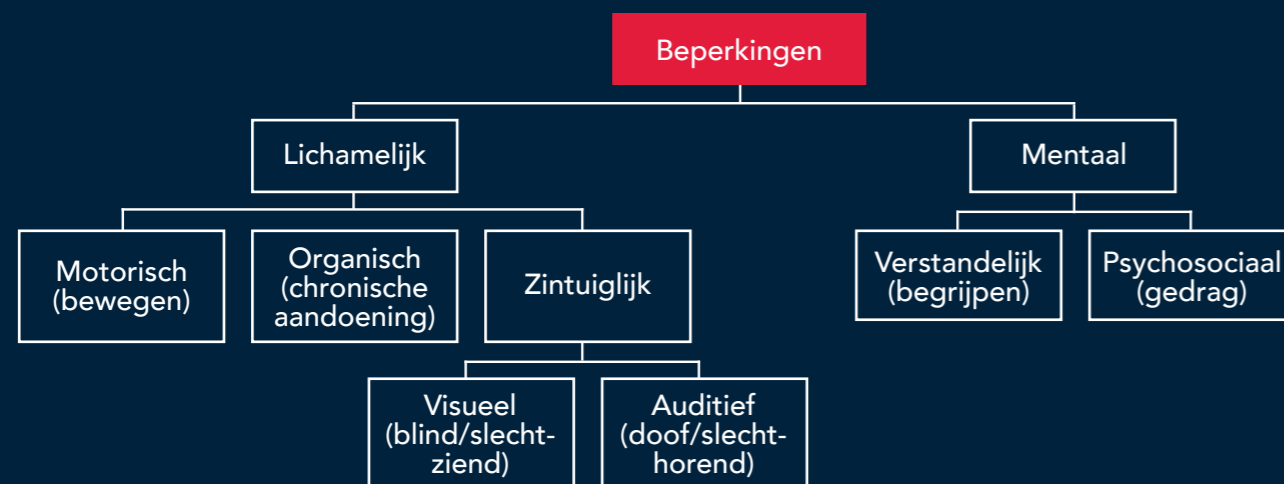 Beperkingen
Lichamelijk
Mentaal
Motorisch
(bewegen)
Organisch
(chronische
aandoening)
Zintuiglijk
Verstandelijk
(begrijpen)
Psychosociaal
(gedrag)
Visueel
(blind/slecht-
ziend)
Auditief
(doof/slecht-
horend)